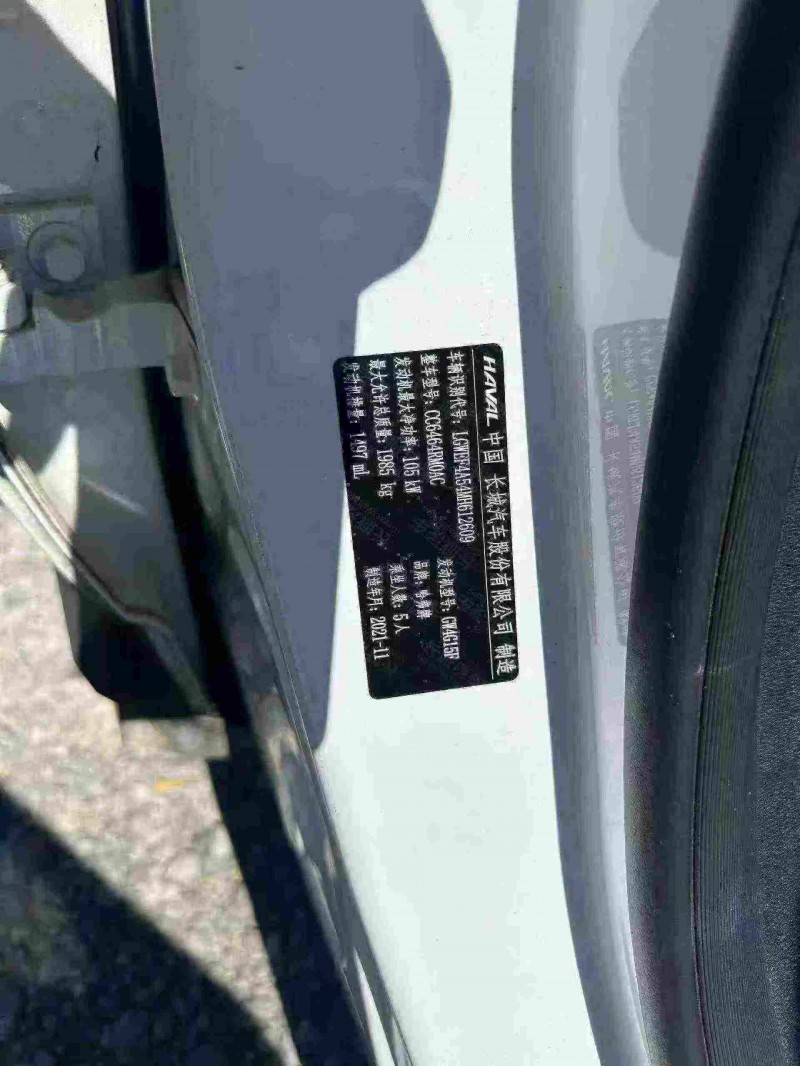 HAVAL 中国 长城汽车股份有限公司 制造
车辆识别代号: LGWEF4A54MH612609
整车型号: CC6464RM0AG 发动机型号: GW4G15F
发动机最大净功率: 105 kW 品牌: 哈弗牌
最大允许总质量: 1985 kg 乘坐人数: 5人
发动机排量: 1497 mL 制造年月: 2021-11